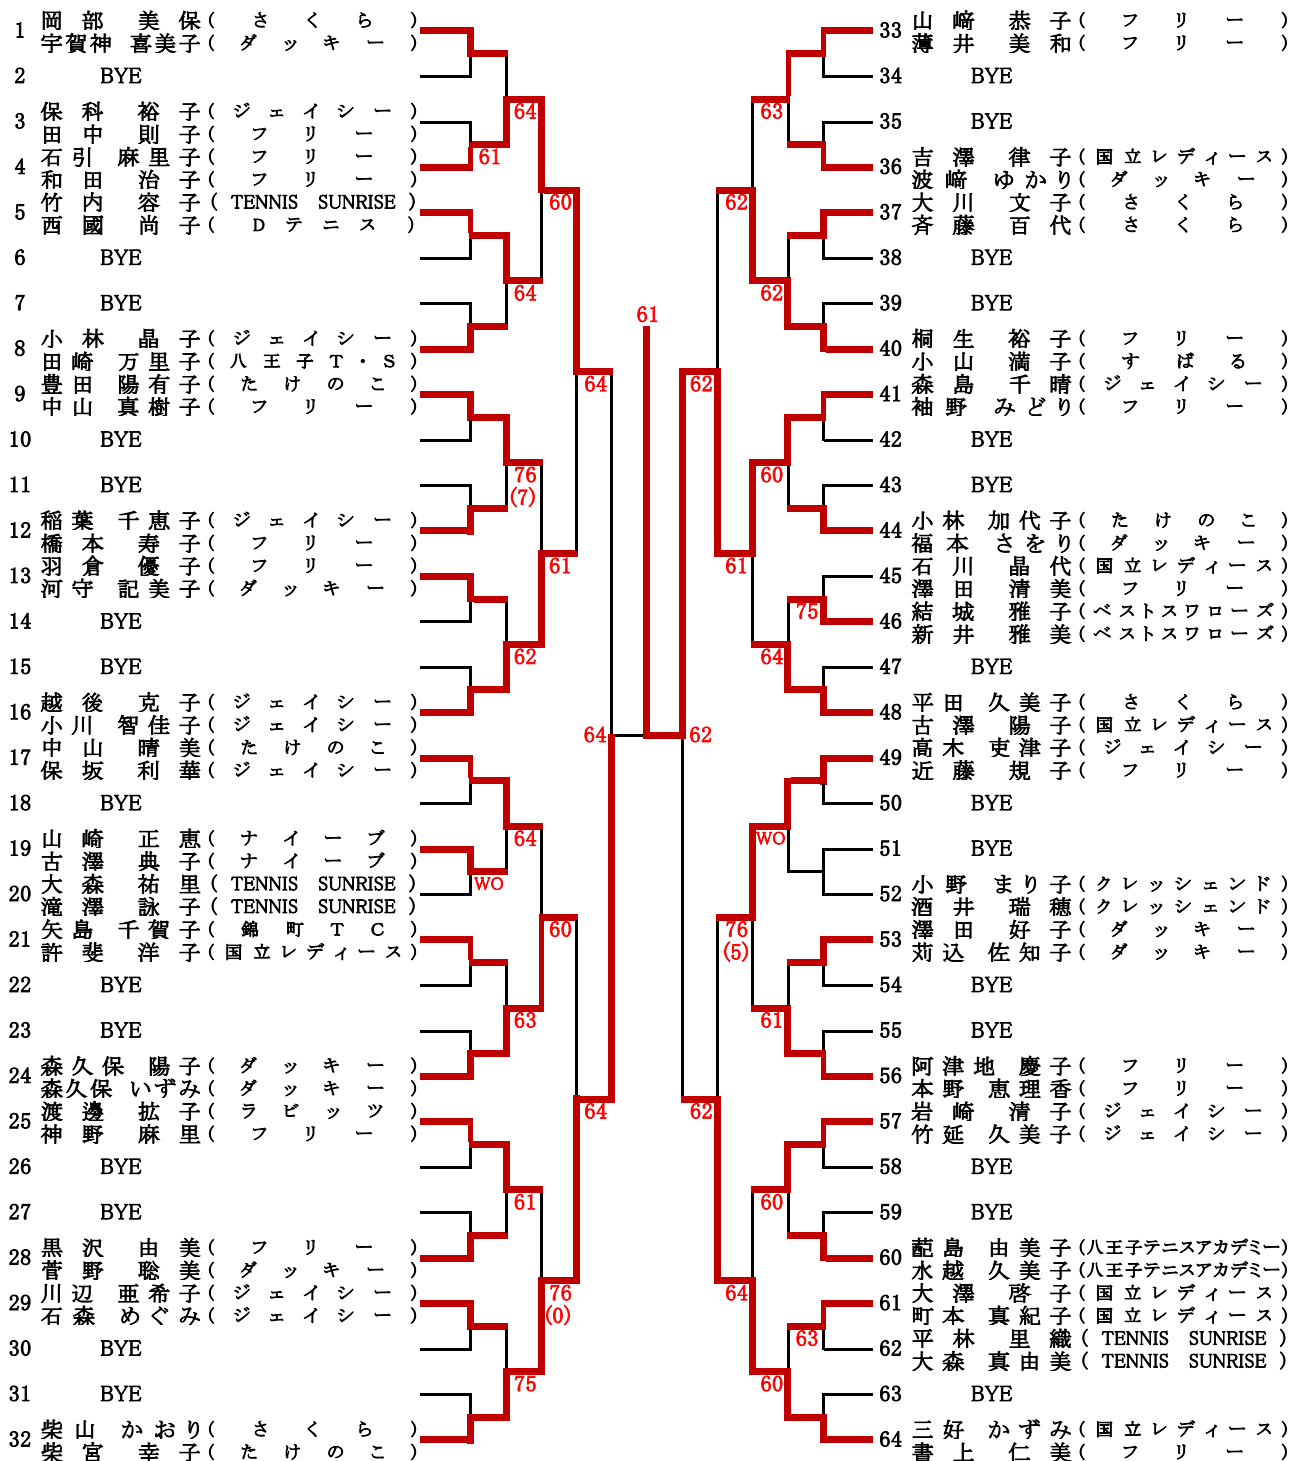 1 岡部 美保(さくら)
宇賀神 喜美子(ダッキー)
2 BYE
3 保科 裕子(ジェイシー)
田中 則子(フリー)
4 石引 麻里子(フリー)
和田 治子(フリー)
5 竹内 容子(TENNIS SUNRISE)
西國 尚子(Dテニス)
6 BYE
7 BYE
8 小林 晶子(ジェイシー)
田崎 万里子(八王子T・S)
9 豊田 陽有子(たけのこ)
中山 真樹子(フリー)
10 BYE
11 BYE
12 稲葉 千恵子(ジェイシー)
橋本 寿子(フリー)
13 羽倉 優子(フリー)
河守 記美子(ダッキー)
14 BYE
15 BYE
16 越後 克子(ジェイシー)
小川 智佳子(ジェイシー)
17 中山 晴美(たけのこ)
保坂 利華(ジェイシー)
18 BYE
19 山崎 正恵(ナイーブ)
古澤 典子(ナイーブ)
20 大森 祐里(TENNIS SUNRISE)
滝澤 詠子(TENNIS SUNRISE)
21 矢島 千賀子(錦町TC)
許斐 洋子(国立レディース)
22 BYE
23 BYE
24 森久保 陽子(ダッキー)
森久保 いずみ(ダッキー)
25 渡邊 拡子(ラビッツ)
神野 麻里(フリー)
26 BYE
27 BYE
28 黒沢 由美(フリー)
菅野 聡美(ダッキー)
29 川辺 亜希子(ジェイシー)
石森 めぐみ(ジェイシー)
30 BYE
31 BYE
32 柴山 かおり(さくら)
柴宮 幸子(たけのこ)
61
64
64
76
(7)
62
WO
64
63
61
75
64
60
61
60
76
(0)
64
64
64
61
62
62
62
62
61
76
(5)
64
63
62
60
75
64
WO
61
60
63
60
33 山﨑 恭子(フリー)
薄井 美和(フリー)
34 BYE
35 BYE
36 吉澤 律子(国立レディース)
波﨑 ゆかり(ダッキー)
37 大川 文子(さくら)
斉藤 百代(さくら)
38 BYE
39 BYE
40 桐生 裕子(フリー)
小山 満子(すばる)
41 森島 千晴(ジェイシー)
袖野 みどり(フリー)
42 BYE
43 BYE
44 小林 加代子(たけのこ)
福本 さをり(ダッキー)
45 石川 晶代(国立レディース)
澤田 清美(フリー)
46 結城 雅子(ベストスワローズ)
新井 雅美(ベストスワローズ)
47 BYE
48 平田 久美子(さくら)
古澤 陽子(国立レディース)
49 高木 吏津子(ジェイシー)
近藤 規子(フリー)
50 BYE
51 BYE
52 小野 まり子(クレッシェンド)
酒井 瑞穂(クレッシェンド)
53 澤田 好子(ダッキー)
苅込 佐知子(ダッキー)
54 BYE
55 BYE
56 阿津地 慶子(フリー)
本野 恵理香(フリー)
57 岩崎 清子(ジェイシー)
竹延 久美子(ジェイシー)
58 BYE
59 BYE
60 蓜島 由美子(八王子テニスアカデミー)
水越 久美子(八王子テニスアカデミー)
61 大澤 啓子(国立レディース)
町本 真紀子(国立レディース)
62 平林 里織(TENNIS SUNRISE)
大森 真由美(TENNIS SUNRISE)
63 BYE
64 三好 かずみ(国立レディース)
書上 仁美(フリー)